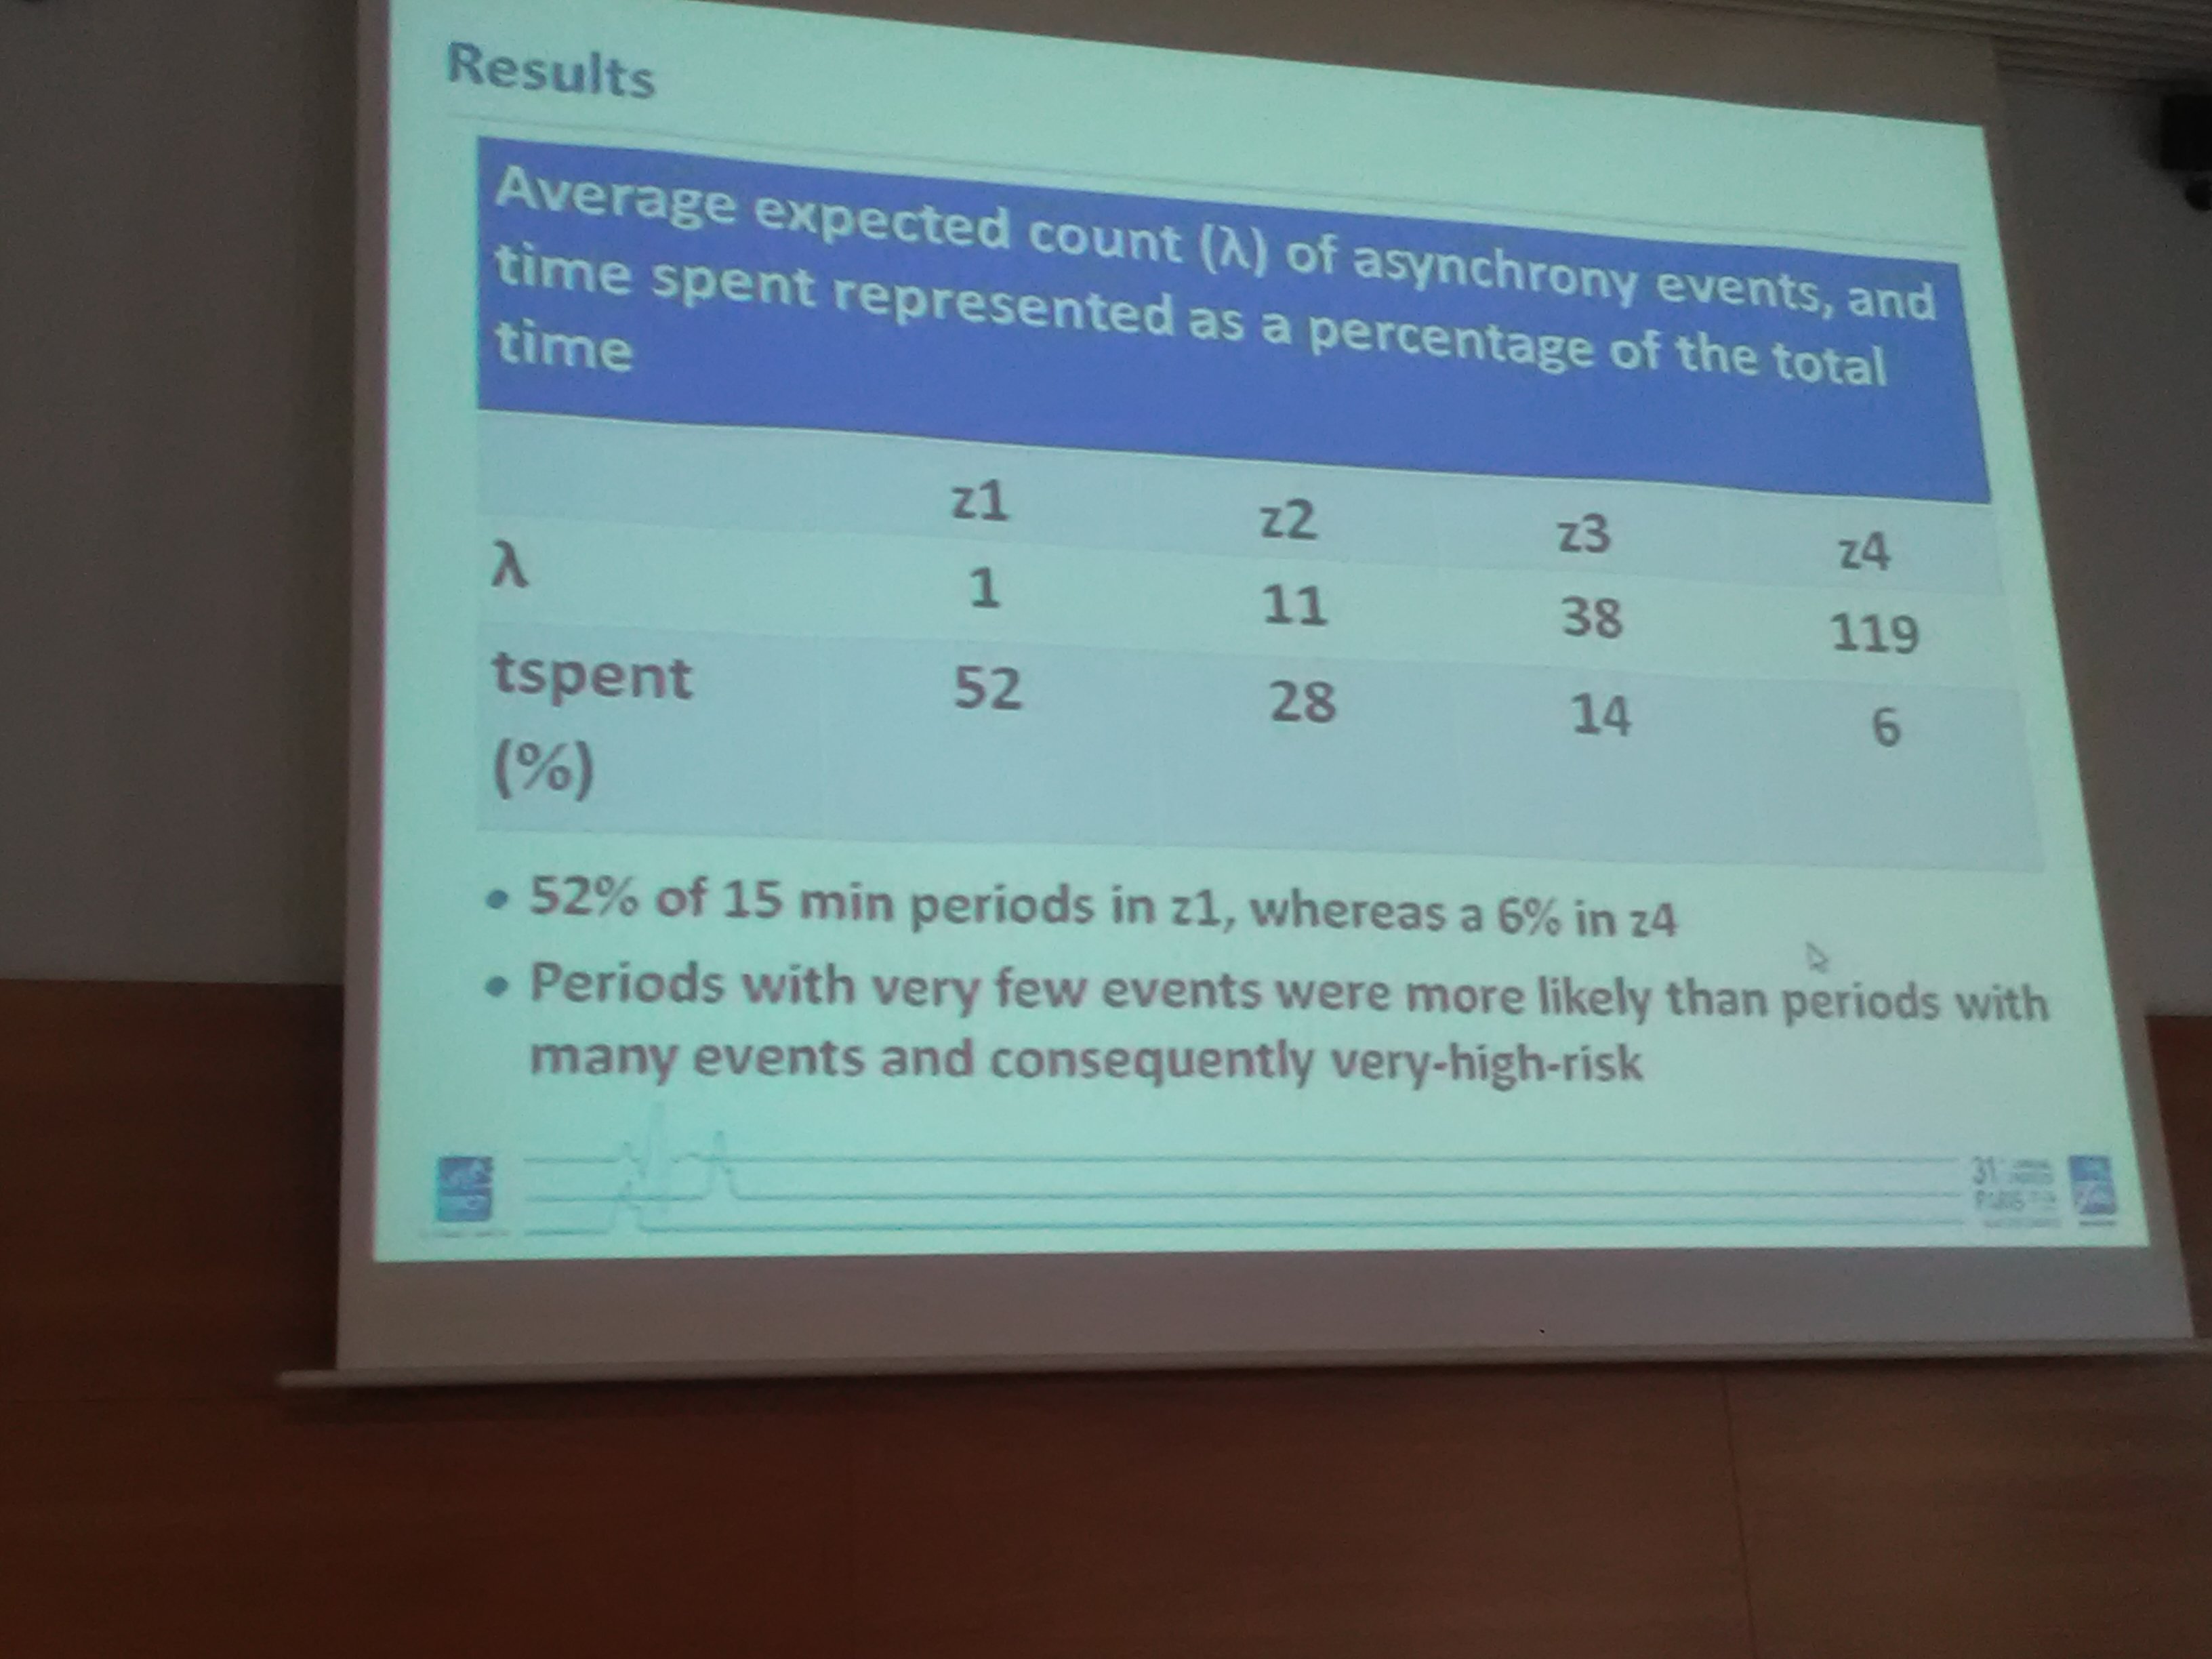 Results
Average expected count (λ) of asynchrony events, and
time spent represented as a percentage of the total
time
z1 z2 z3 z4
λ 1 11 38 119
tspent 52 28 14 6
(%)
• 52% of 15 min periods in z1, whereas a 6% in z4
• Periods with very few events were more likely than periods with
many events and consequently very-high-risk
31
PARIS